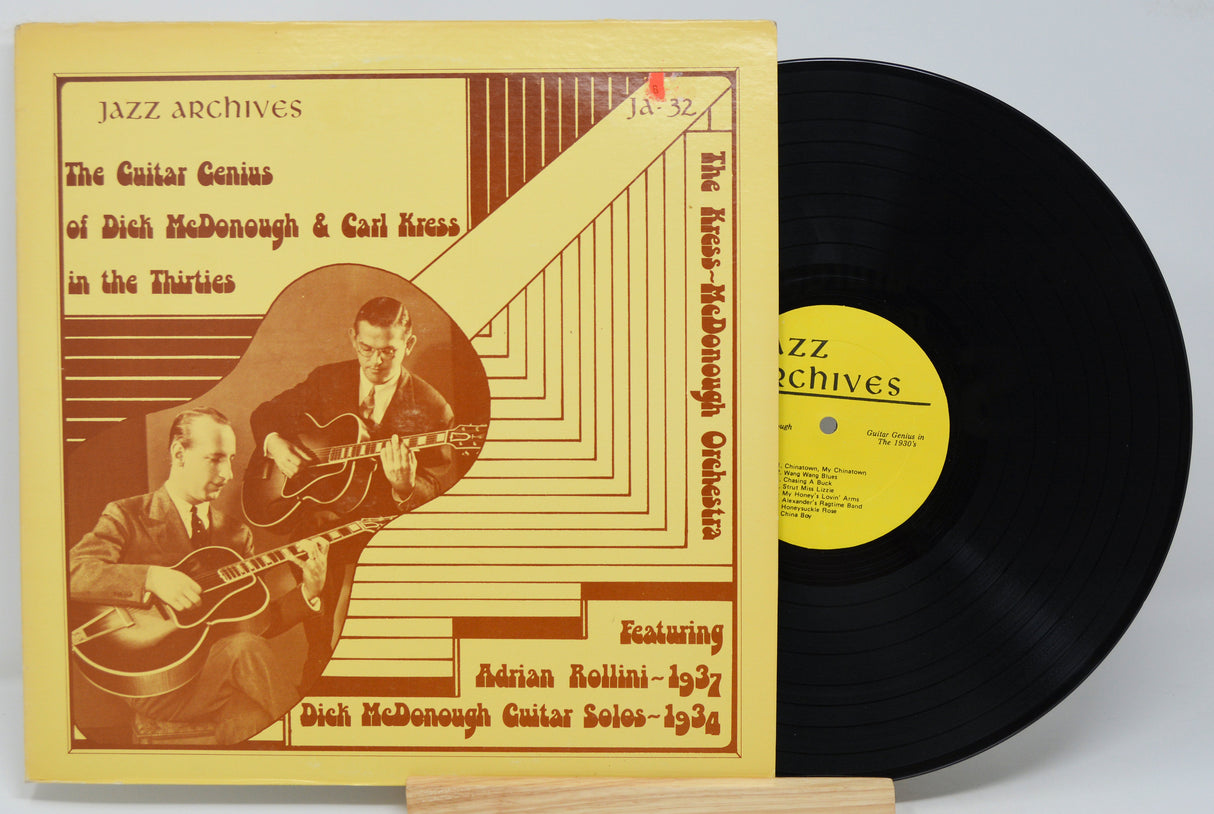 JAZZ ARCHIVES
JA-32
6
The Guitar Genius
of Dick McDonough & Carl Kress
in the Thirties
The Kress~McDonough Orchestra
Featuring
Adrian Rollini~1937
Dick McDonough Guitar Solos~1934
AZZ
RCHIVES
ough
Guitar Genius in
The 1930's
. Chinatown, My Chinatown
. Wang Wang Blues
. Chasing A Buck
. Strut Miss Lizzie
My Honey's Lovin' Arms
Alexander's Ragtime Band
Honeysuckle Rose
China Boy